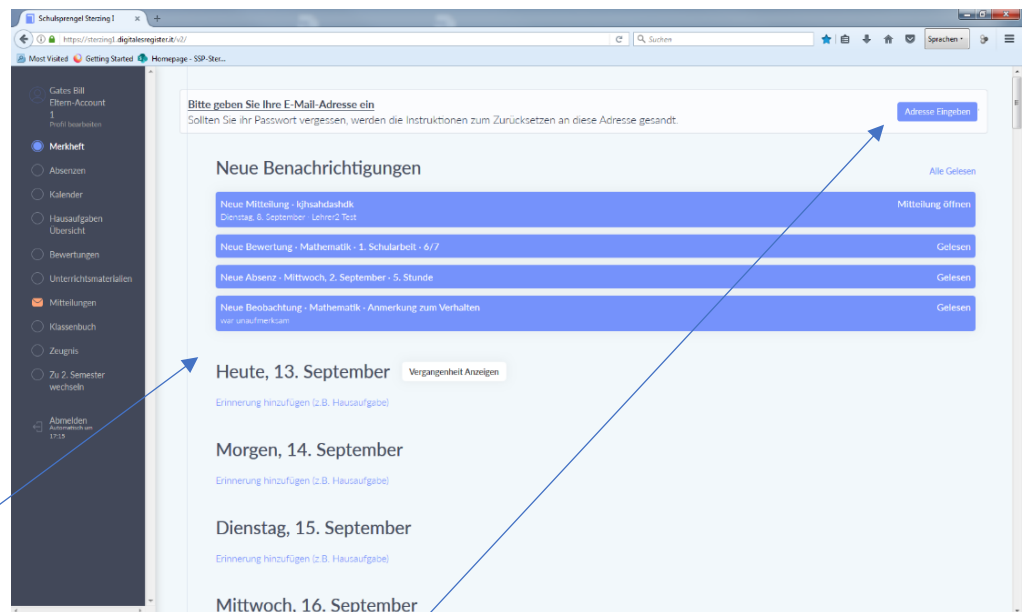 Schulsprengel Sterzing I
https://sterzing1.digitalesregister.it/v2/
Suchen
Sprachen
Most Visited Getting Started Homepage - SSP-Ster...
Gates Bill
Eltern-Account
1
Profil bearbeiten
Merkheft
Absenzen
Kalender
Hausaufgaben
Übersicht
Bewertungen
Unterrichtsmaterialien
Mitteilungen
Klassenbuch
Zeugnis
Zu 2. Semester
wechseln
Abmelden
Automatisch um
17:15
Bitte geben Sie Ihre E-Mail-Adresse ein
Sollten Sie ihr Passwort vergessen, werden die Instruktionen zum Zurücksetzen an diese Adresse gesandt.
Adresse Eingeben
Neue Benachrichtigungen
Alle Gelesen
Neue Mitteilung · kjhsahdashdk
Mitteilung öffnen
Dienstag, 8. September · Lehrer2 Test
Neue Bewertung · Mathematik · 1. Schularbeit · 6/7
Gelesen
Neue Absenz · Mittwoch, 2. September · 5. Stunde
Gelesen
Neue Beobachtung · Mathematik · Anmerkung zum Verhalten
Gelesen
war unaufmerksam
Heute, 13. September
Vergangenheit Anzeigen
Erinnerung hinzufügen (z.B. Hausaufgabe)
Morgen, 14. September
Erinnerung hinzufügen (z.B. Hausaufgabe)
Dienstag, 15. September
Erinnerung hinzufügen (z.B. Hausaufgabe)
Mittwoch, 16. September